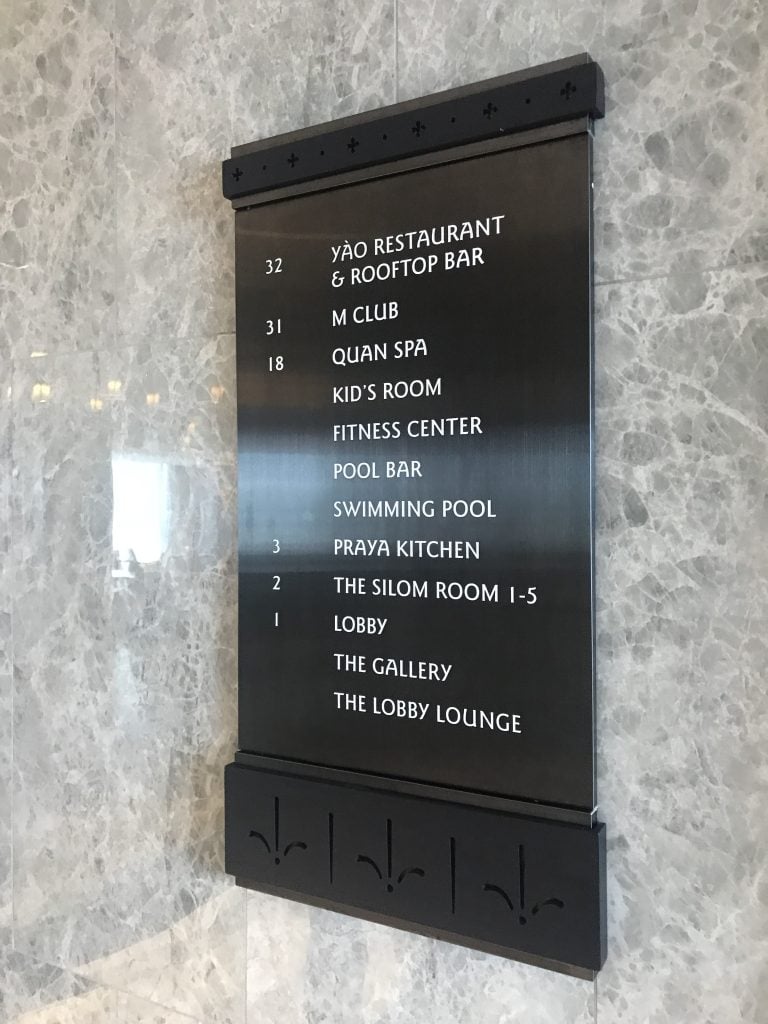 32 YÀO RESTAURANT
& ROOFTOP BAR
31 M CLUB
18 QUAN SPA
KID'S ROOM
FITNESS CENTER
POOL BAR
SWIMMING POOL
3 PRAYA KITCHEN
2 THE SILOM ROOM 1-5
1 LOBBY
THE GALLERY
THE LOBBY LOUNGE